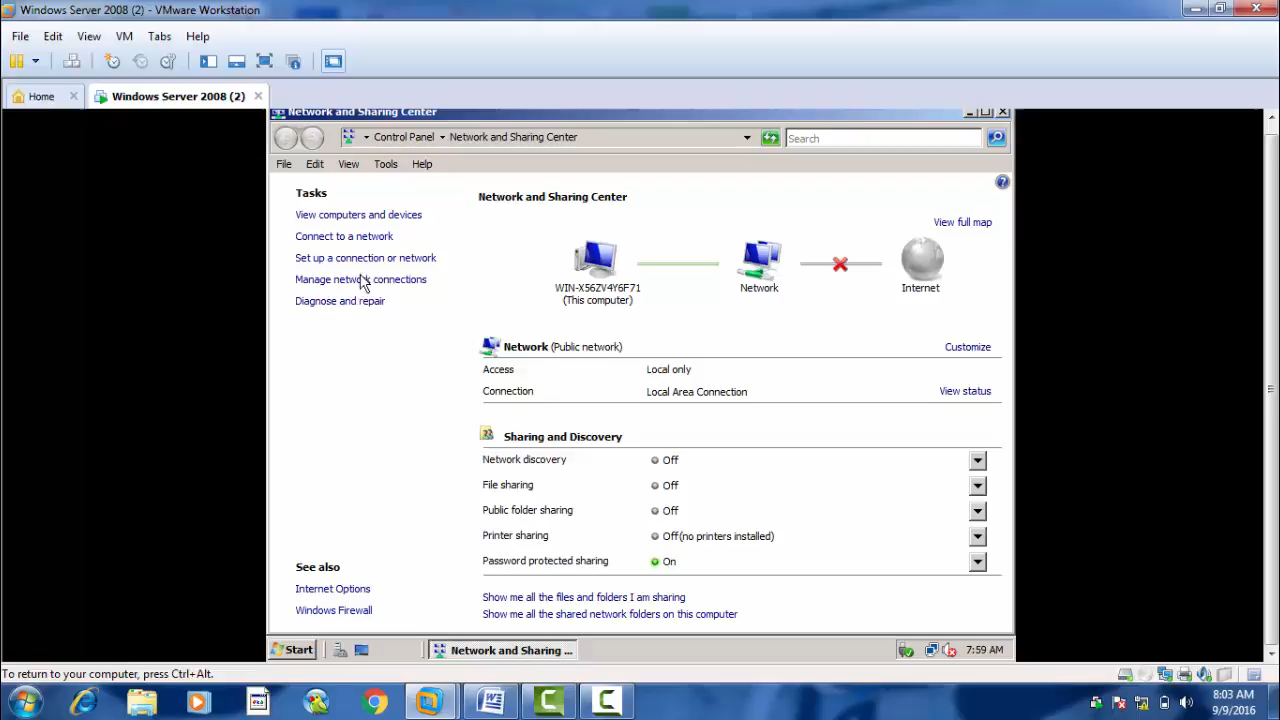 Windows Server 2008 (2) - VMware Workstation
File Edit View VM Tabs Help
Home Windows Server 2008 (2)
Network and Sharing Center
Control Panel Network and Sharing Center Search
File Edit View Tools Help
Tasks
View computers and devices
Connect to a network
Set up a connection or network
Manage network connections
Diagnose and repair
See also
Internet Options
Windows Firewall
Network and Sharing Center
View full map
WIN-X56ZV4Y6F71
(This computer)
Network
Internet
Network (Public network) Customize
Access Local only
Connection Local Area Connection View status
Sharing and Discovery
Network discovery Off
File sharing Off
Public folder sharing Off
Printer sharing Off(no printers installed)
Password protected sharing On
Show me all the files and folders I am sharing
Show me all the shared network folders on this computer
Start Network and Sharing ... 7:59 AM
To return to your computer, press Ctrl+Alt.
8:03 AM
9/9/2016